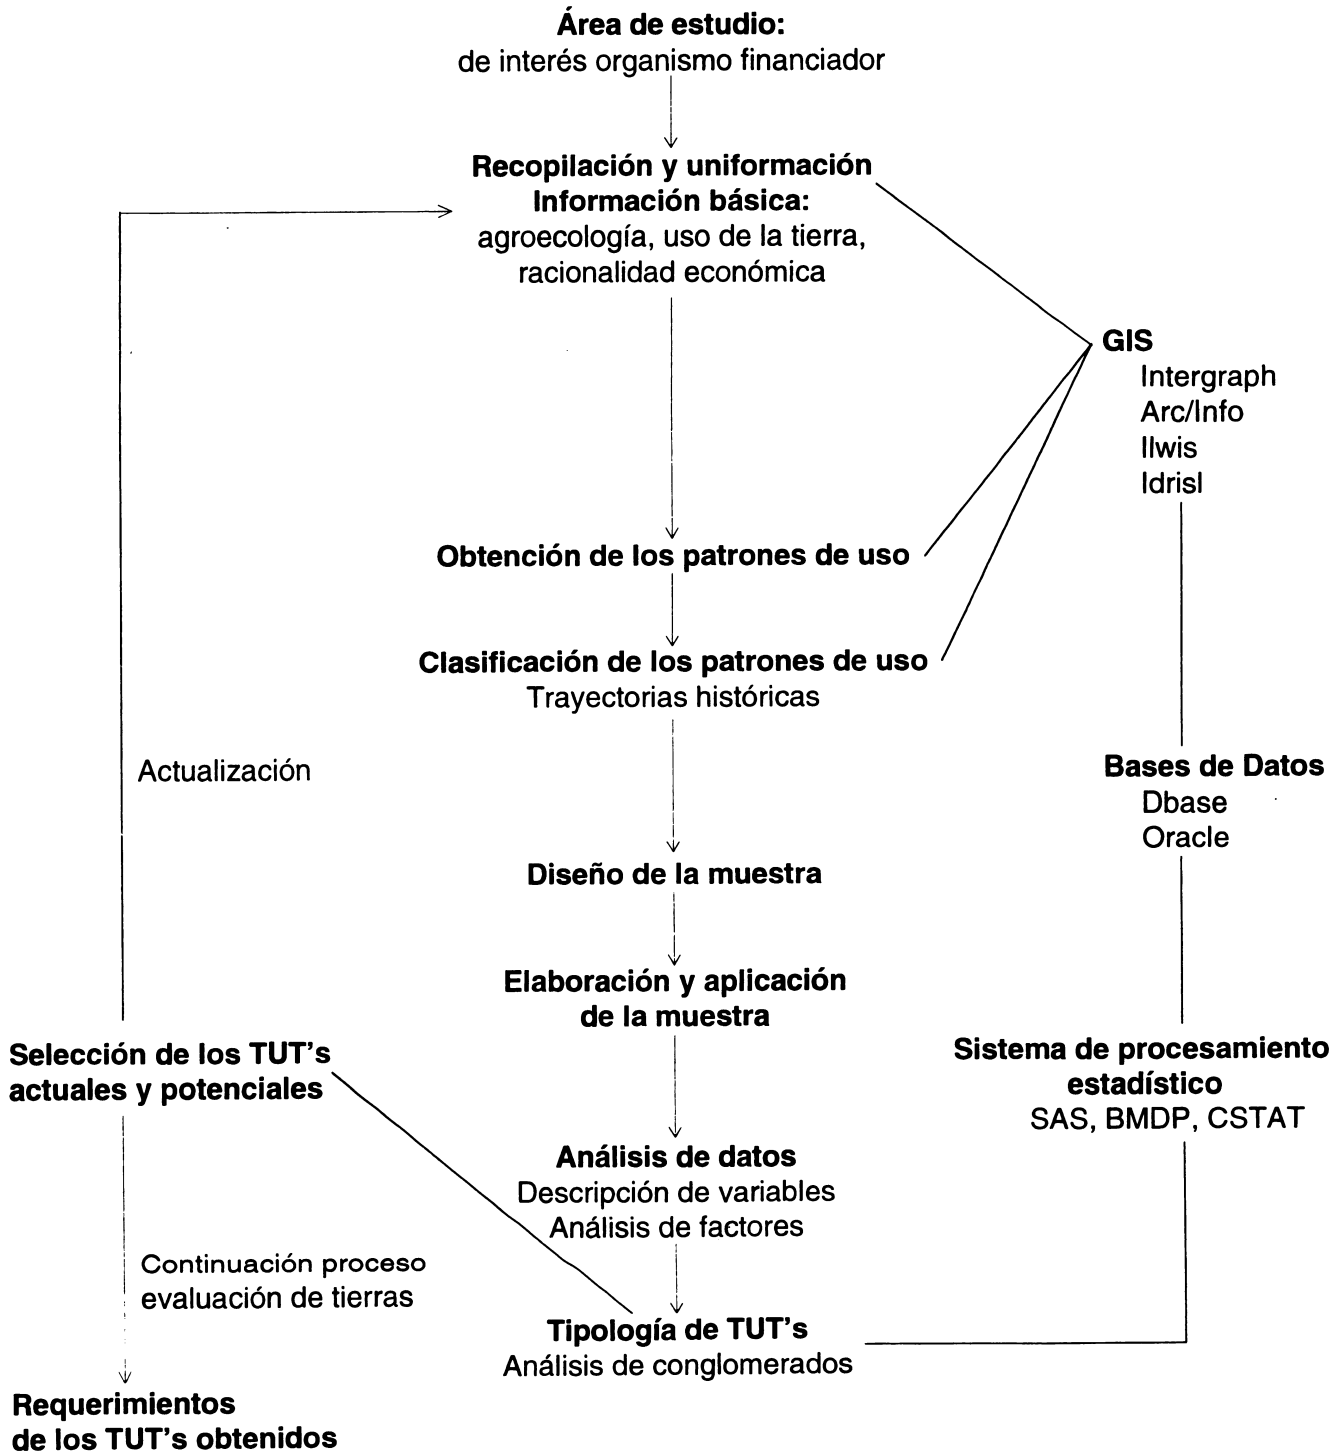 Área de estudio:
de interés organismo financiador
Recopilación y uniformación
Información básica:
agroecología, uso de la tierra,
racionalidad económica
GIS
Intergraph
Arc/Info
Ilwis
IdrisI
Obtención de los patrones de uso
Clasificación de los patrones de uso
Trayectorias históricas
Actualización
Bases de Datos
Dbase
Oracle
Diseño de la muestra
Elaboración y aplicación
de la muestra
Selección de los TUT's
actuales y potenciales
Sistema de procesamiento
estadístico
SAS, BMDP, CSTAT
Análisis de datos
Descripción de variables
Análisis de factores
Continuación proceso
evaluación de tierras
Tipología de TUT's
Análisis de conglomerados
Requerimientos
de los TUT's obtenidos